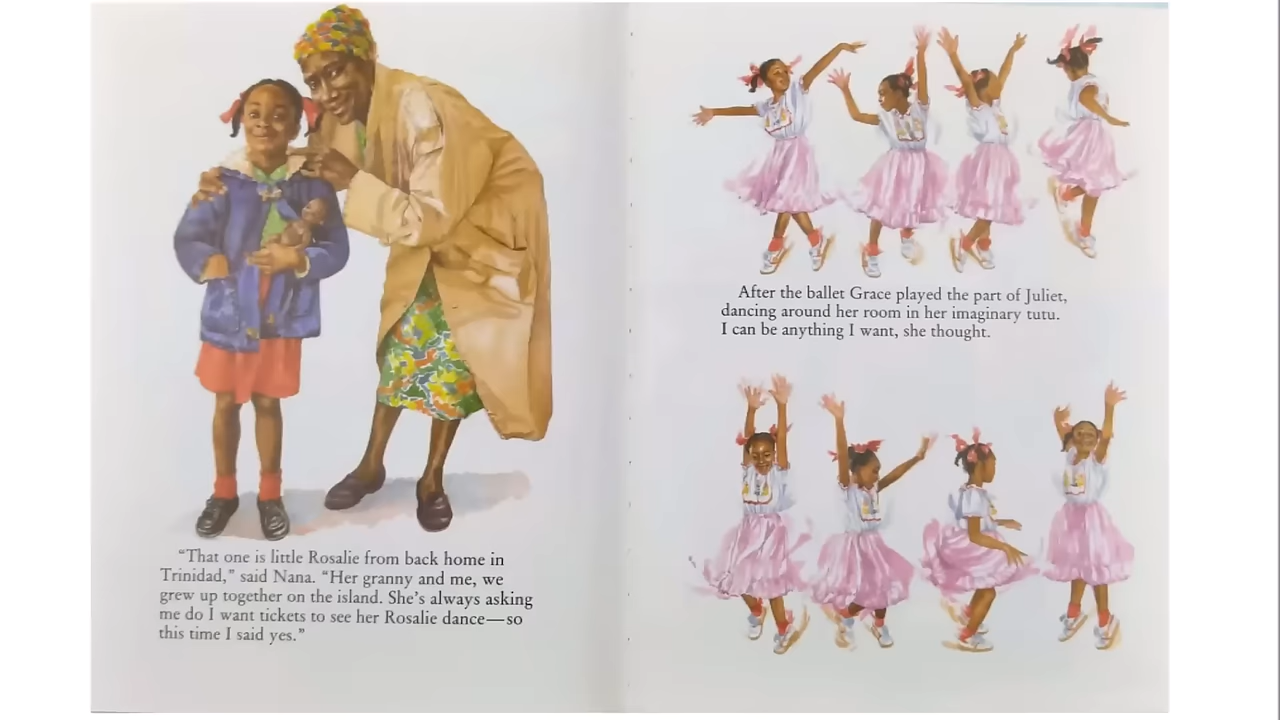 “That one is little Rosalie from back home in
Trinidad,” said Nana. “Her granny and me, we
grew up together on the island. She’s always asking
me do I want tickets to see her Rosalie dance—so
this time I said yes.”
After the ballet Grace played the part of Juliet,
dancing around her room in her imaginary tutu.
I can be anything I want, she thought.